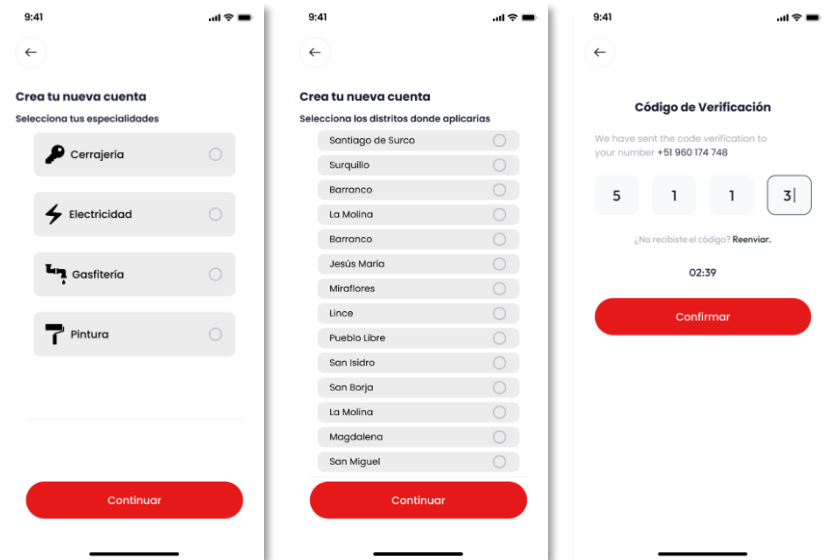 9:41
Crea tu nueva cuenta
Selecciona tus especialidades
Cerrajería
Electricidad
Gasfitería
Pintura
Continuar
9:41
Crea tu nueva cuenta
Selecciona los distritos donde aplicarías
Santiago de Surco
Surquillo
Barranco
La Molina
Barranco
Jesús María
Miraflores
Lince
Pueblo Libre
San Isidro
San Borja
La Molina
Magdalena
San Miguel
Continuar
9:41
Código de Verificación
We have sent the code verification to
your number +51 960 174 748
5 1 1 3
¿No recibiste el código? Reenviar.
02:39
Confirmar